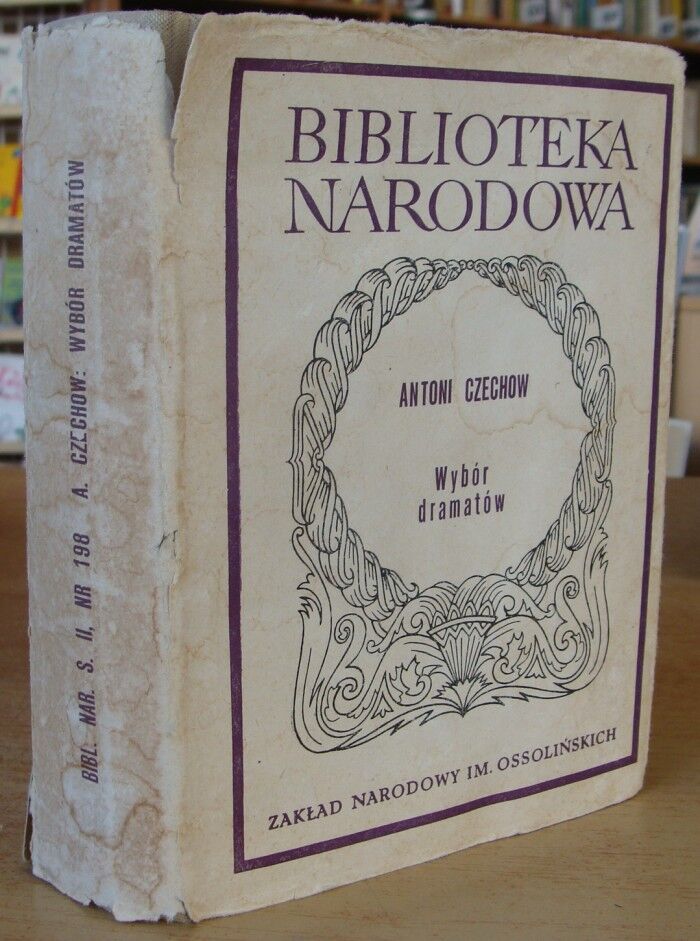 BIBLIOTEKA
NARODOWA
ANTONI CZECHOW
Wybór
dramatów
ZAKŁAD NARODOWY IM. OSSOLIŃSKICH
BIBL. NAR. S. II, NR 198 A. CZECHOW: WYBÓR DRAMATÓW